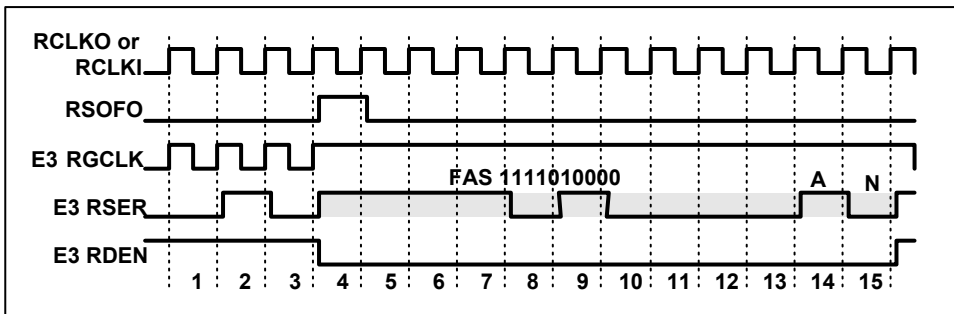 RCLKO or
RCLKI
RSOFO
E3 RGCLK
FAS 1111010000
A
N
E3 RSER
E3 RDEN
1 2 3 4 5 6 7 8 9 10 11 12 13 14 15